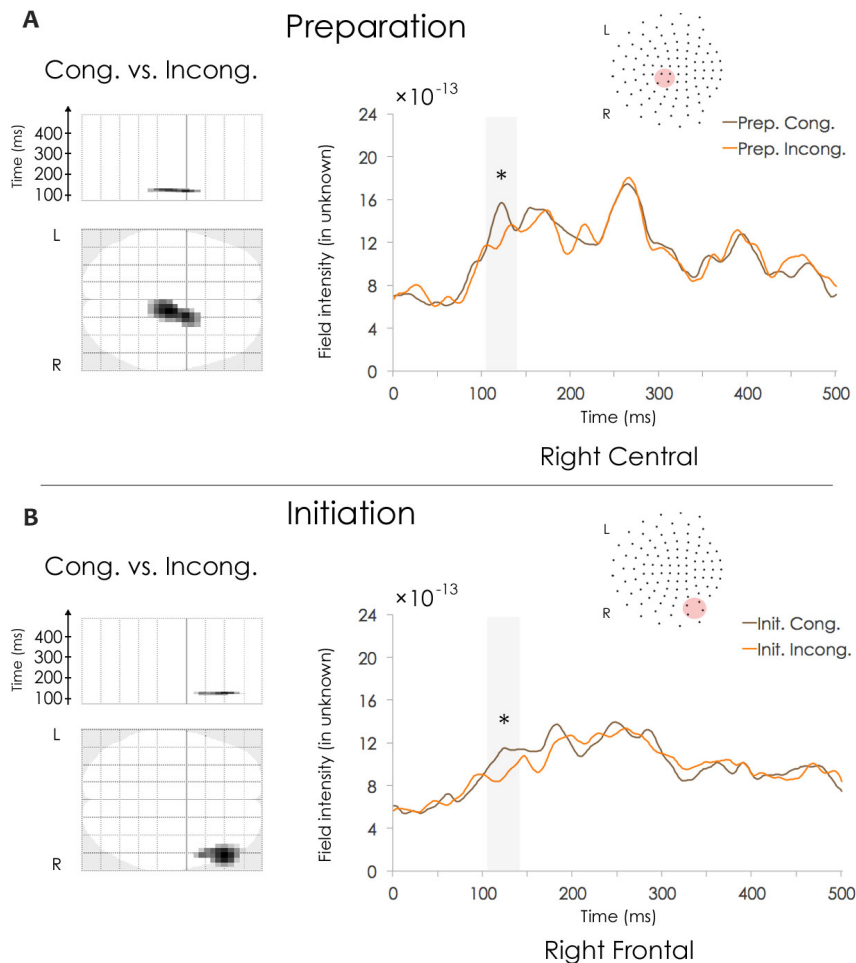 A
Preparation
Cong. vs. Incong.
Time (ms)
400
300
200
100
L
R
×10⁻¹³
Field intensity (in unknown)
24
20
16
12
8
4
0
*
L
R
Prep. Cong.
Prep. Incong.
0 100 200 300 400 500
Time (ms)
Right Central
B
Initiation
Cong. vs. Incong.
Time (ms)
400
300
200
100
L
R
×10⁻¹³
Field intensity (in unknown)
24
20
16
12
8
4
0
*
L
R
Init. Cong.
Init. Incong.
0 100 200 300 400 500
Time (ms)
Right Frontal